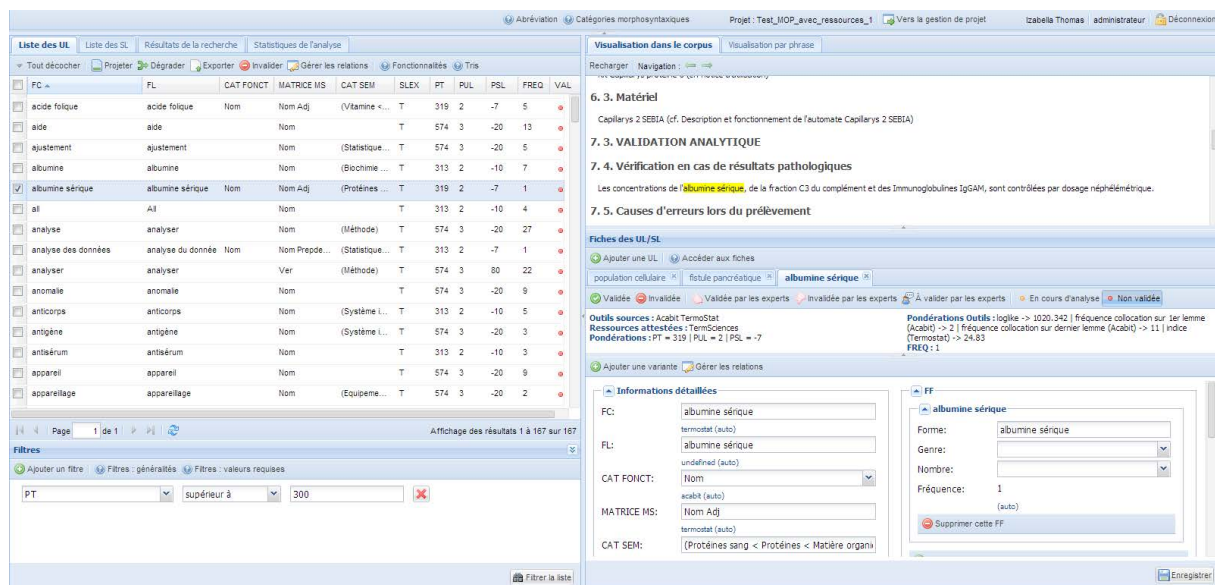 Abréviation Catégories morphosyntaxiques Projet : Test_MOP_avec_ressources_1 Vers la gestion de projet Izabella Thomas administrateur Déconnexion
Liste des UL Liste des SL Résultats de la recherche Statistiques de l'analyse
Tout décocher Projeter Dégrader Exporter Invalider Gérer les relations Fonctionnalités Tris
FC FL CAT FONCT MATRICE MS CAT SEM SLEX PT PUL PSL FREQ VAL
acide folique acide folique Nom Nom Adj (Vitamine <... T 319 2 -7 5
aide aide Nom T 574 3 -20 13
ajustement ajustement Nom (Statistique... T 574 3 -20 5
albumine albumine Nom (Biochimie ... T 313 2 -10 7
albumine sérique albumine sérique Nom Nom Adj (Protéines ... T 319 2 -7 1
all All Nom T 313 2 -10 4
analyse analyser Nom (Méthode) T 574 3 -20 27
analyse des données analyse du donnée Nom Nom Prepde... (Statistique... T 313 2 -7 1
analyser analyser Ver (Méthode) T 574 3 80 22
anomalie anomalie Nom T 574 3 -20 9
anticorps anticorps Nom (Système i... T 313 2 -10 5
antigène antigène Nom (Système i... T 574 3 -20 3
antisérum antisérum Nom T 313 2 -10 3
appareil appareil Nom T 574 3 -20 9
appareillage appareillage Nom (Equipeme... T 574 3 -20 2
Page 1 de 1 Affichage des résultats 1 à 167 sur 167
Filtres
Ajouter un filtre Filtres : généralités Filtres : valeurs requises
PT supérieur à 300
Filtrer la liste
Visualisation dans le corpus Visualisation par phrase
Recharger Navigation :
6. 3. Matériel
Capillarys 2 SEBIA (cf. Description et fonctionnement de l'automate Capillarys 2 SEBIA)
7. 3. VALIDATION ANALYTIQUE
7. 4. Vérification en cas de résultats pathologiques
Les concentrations de l'albumine sérique, de la fraction C3 du complément et des Immunoglobulines IgGAM, sont contrôlées par dosage néphélémétrique.
7. 5. Causes d'erreurs lors du prélèvement
Fiches des UL/SL
Ajouter une UL Accéder aux fiches
population cellulaire fistule pancréatique albumine sérique
Validée Invalidée Validée par les experts Invalidée par les experts À valider par les experts En cours d'analyse Non validée
Outils sources : Acabit TermoStat
Ressources attestées : TermSciences
Pondérations : PT = 319 | PUL = 2 | PSL = -7
Pondérations Outils : loglike -> 1020.342 | fréquence collocation sur 1er lemme
(Acabit) -> 2 | fréquence collocation sur dernier lemme (Acabit) -> 11 | indice
(Termostat) -> 24.83
FREQ : 1
Ajouter une variante Gérer les relations
Informations détaillées
FC: albumine sérique
termostat (auto)
FL: albumine sérique
undefined (auto)
CAT FONCT: Nom
acabit (auto)
MATRICE MS: Nom Adj
termostat (auto)
CAT SEM: (Protéines sang < Protéines < Matière organi
FF
albumine sérique
Forme: albumine sérique
Genre:
Nombre:
Fréquence: 1
(auto)
Supprimer cette FF
Enregistrer